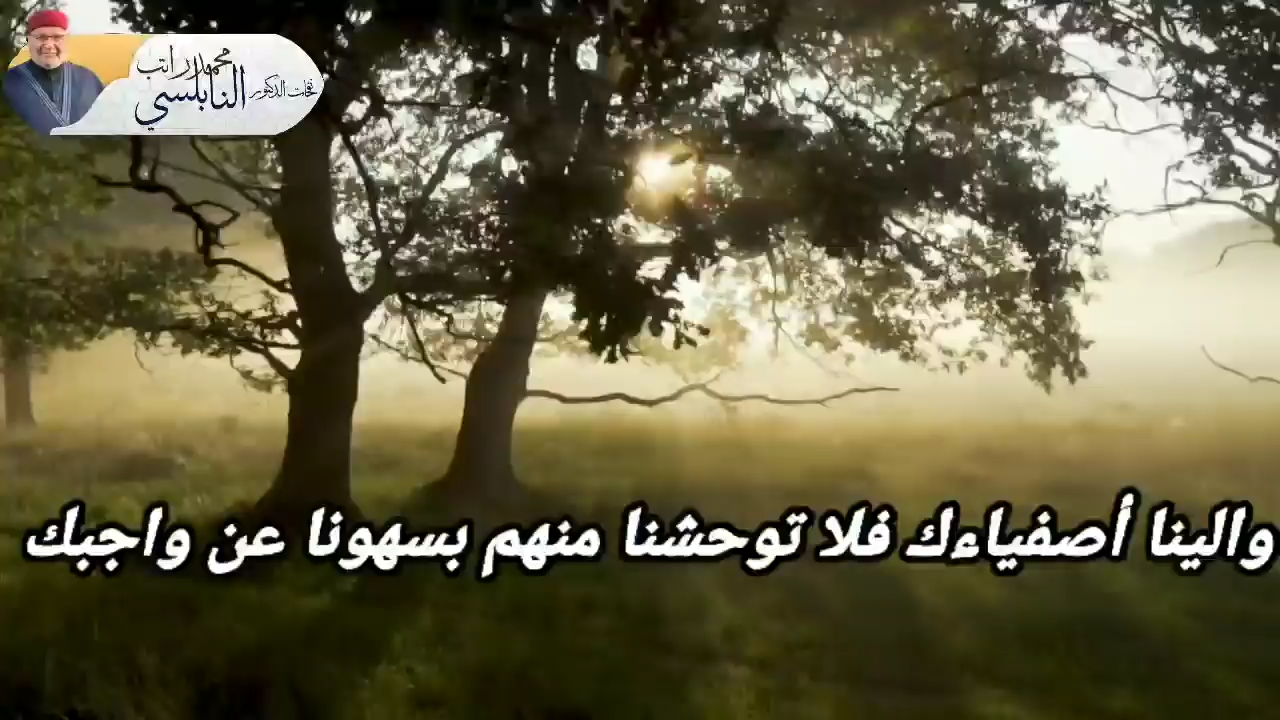 محمد راتب
النابلسي
نفحات الدكتور
والينا أصفياءك فلا توحشنا منهم بسهونا عن واجبك